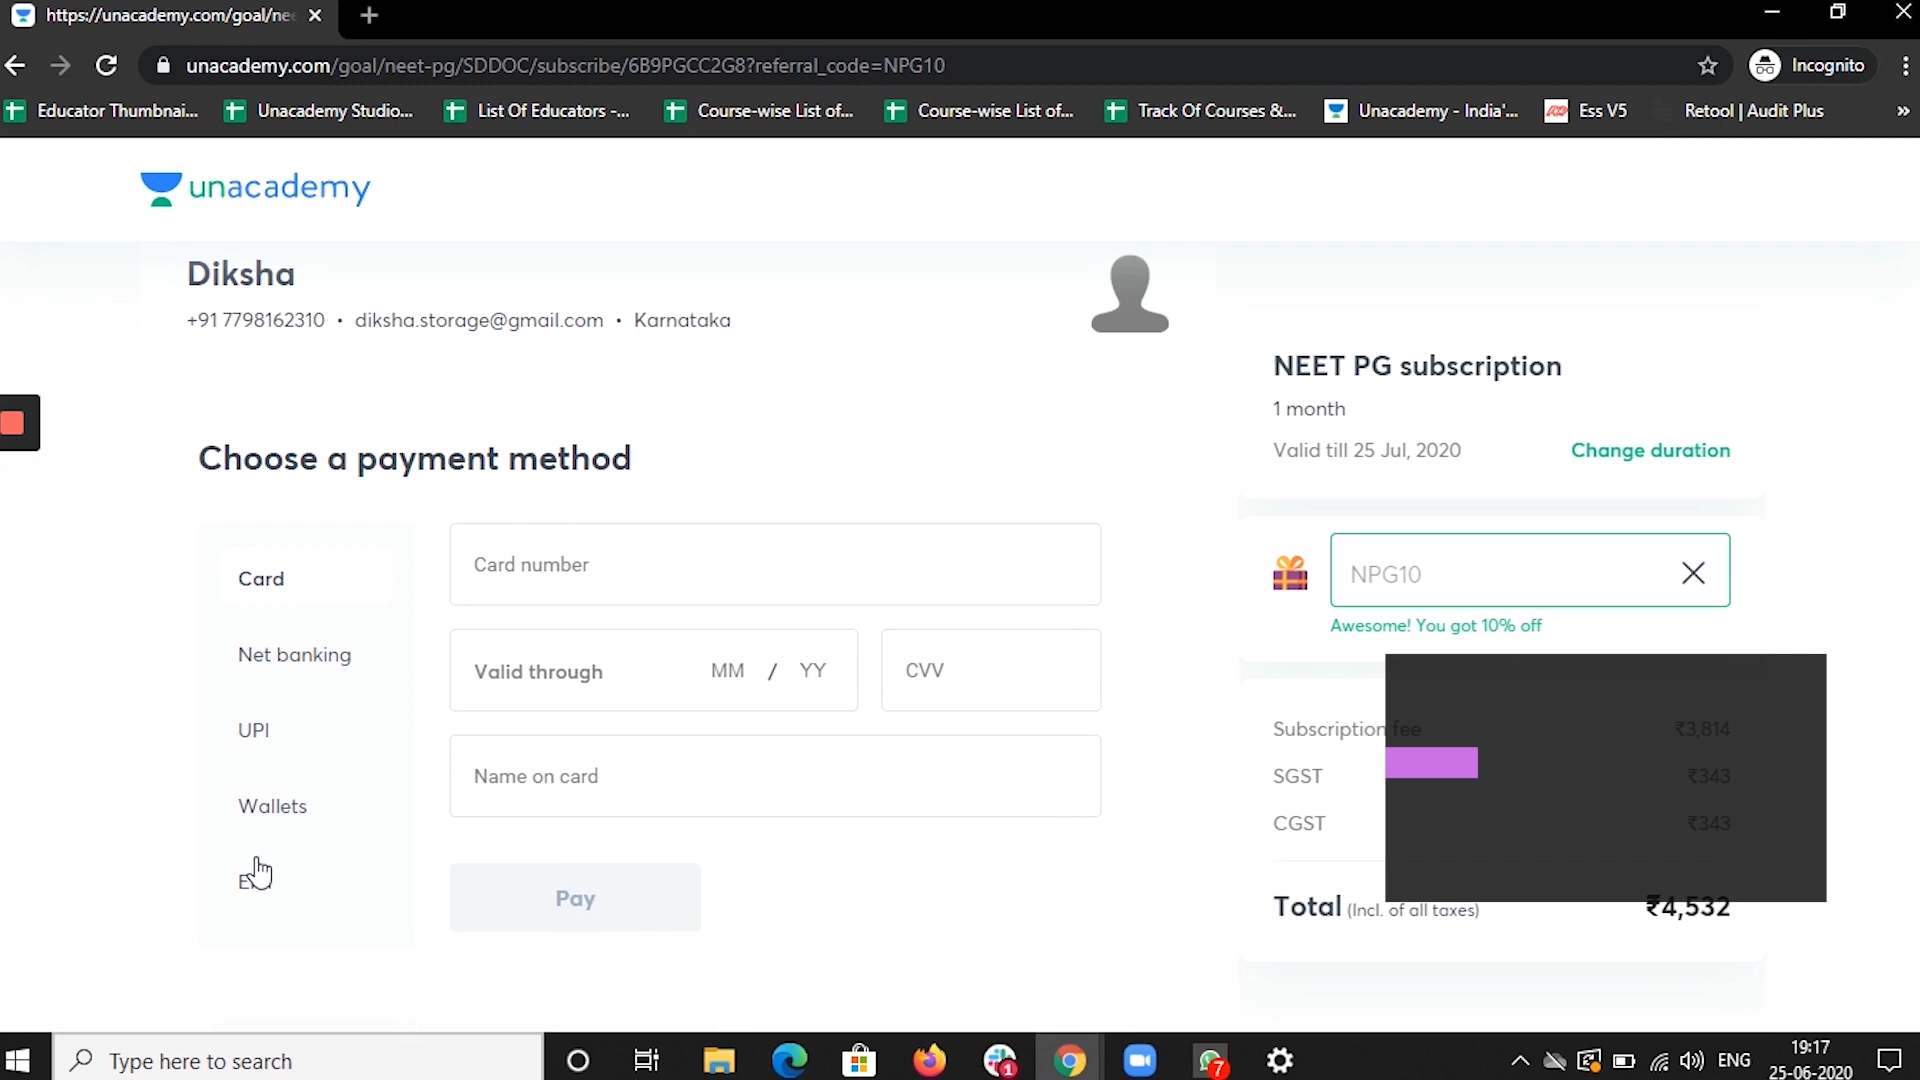 https://unacademy.com/goal/nee
unacademy.com/goal/neet-pg/SDDOC/subscribe/6B9PGCC2G8?referral_code=NPG10
Incognito
Educator Thumbnai...
Unacademy Studio...
List Of Educators -...
Course-wise List of...
Course-wise List of...
Track Of Courses &...
Unacademy - India'...
Ess V5
Retool | Audit Plus
»
unacademy
Diksha
+91 7798162310 • diksha.storage@gmail.com • Karnataka
NEET PG subscription
1 month
Valid till 25 Jul, 2020
Change duration
Choose a payment method
Card
Net banking
UPI
Wallets
Card number
Valid through MM / YY
CVV
Name on card
Pay
NPG10
Awesome! You got 10% off
Subscription fee ₹3,814
SGST ₹343
CGST ₹343
Total (Incl. of all taxes) ₹4,532
Type here to search
1
7
ENG
19:17
25-06-2020